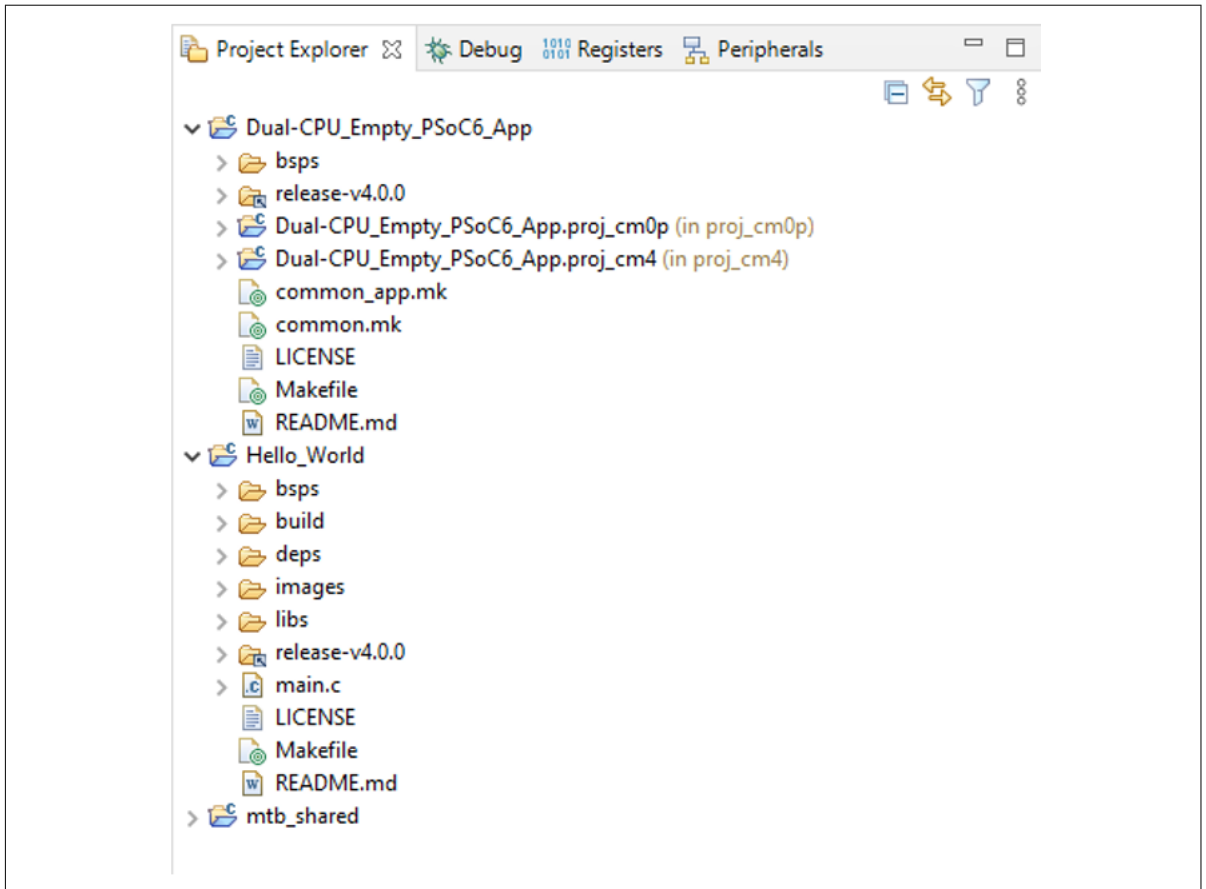 Project Explorer Debug 1010 0101 Registers Peripherals
Dual-CPU_Empty_PSoC6_App
bsps
release-v4.0.0
Dual-CPU_Empty_PSoC6_App.proj_cm0p (in proj_cm0p)
Dual-CPU_Empty_PSoC6_App.proj_cm4 (in proj_cm4)
common_app.mk
common.mk
LICENSE
Makefile
README.md
Hello_World
bsps
build
deps
images
libs
release-v4.0.0
main.c
LICENSE
Makefile
README.md
mtb_shared